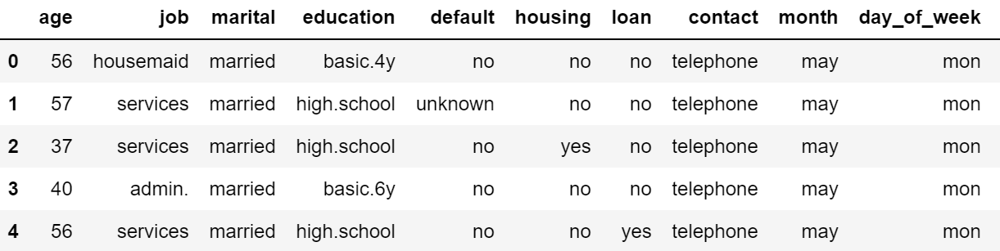 age job marital education default housing loan contact month day_of_week
0 56 housemaid married basic.4y no no no telephone may mon
1 57 services married high.school unknown no no telephone may mon
2 37 services married high.school no yes no telephone may mon
3 40 admin. married basic.6y no no no telephone may mon
4 56 services married high.school no no yes telephone may mon